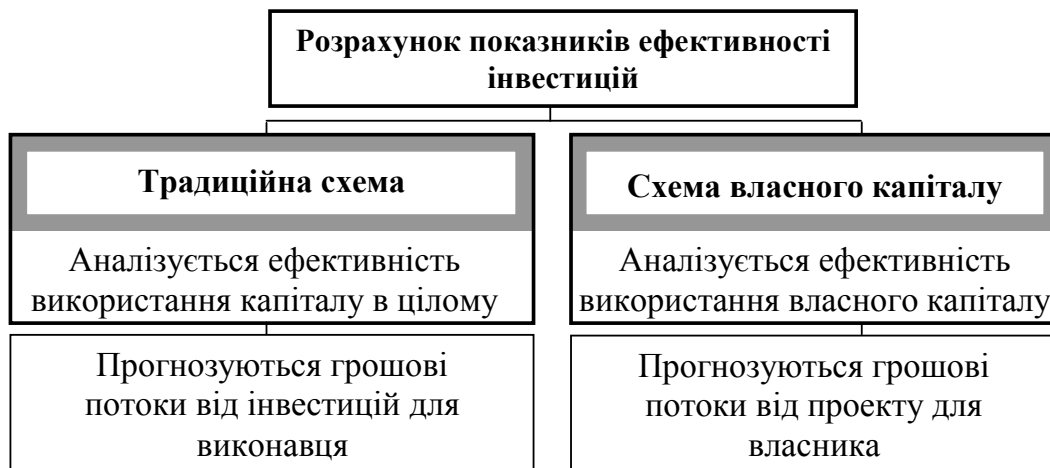 Розрахунок показників ефективності
інвестицій
Традиційна схема
Аналізується ефективність
використання капіталу в цілому
Прогнозуються грошові
потоки від інвестицій для
виконавця
Схема власного капіталу
Аналізується ефективність
використання власного капіталу
Прогнозуються грошові
потоки від проекту для
власника